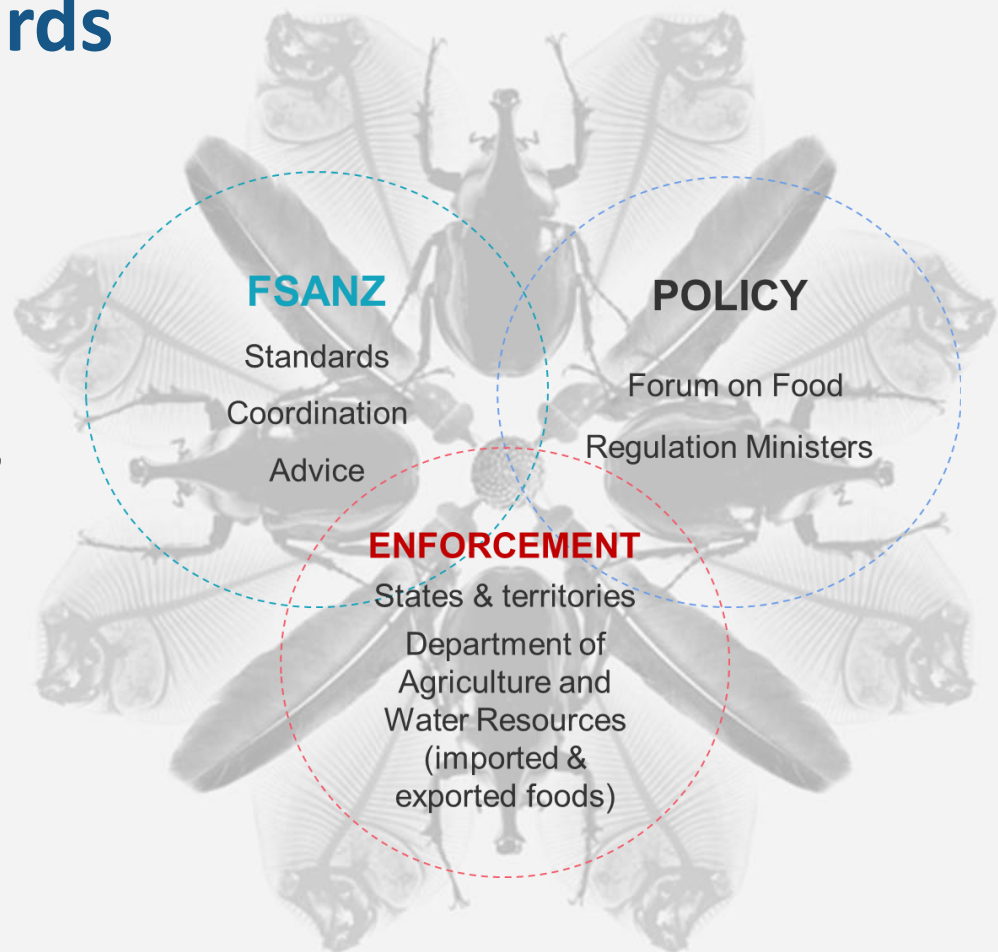 rds
FSANZ
Standards
Coordination
Advice
POLICY
Forum on Food
Regulation Ministers
ENFORCEMENT
States & territories
Department of
Agriculture and
Water Resources
(imported &
exported foods)